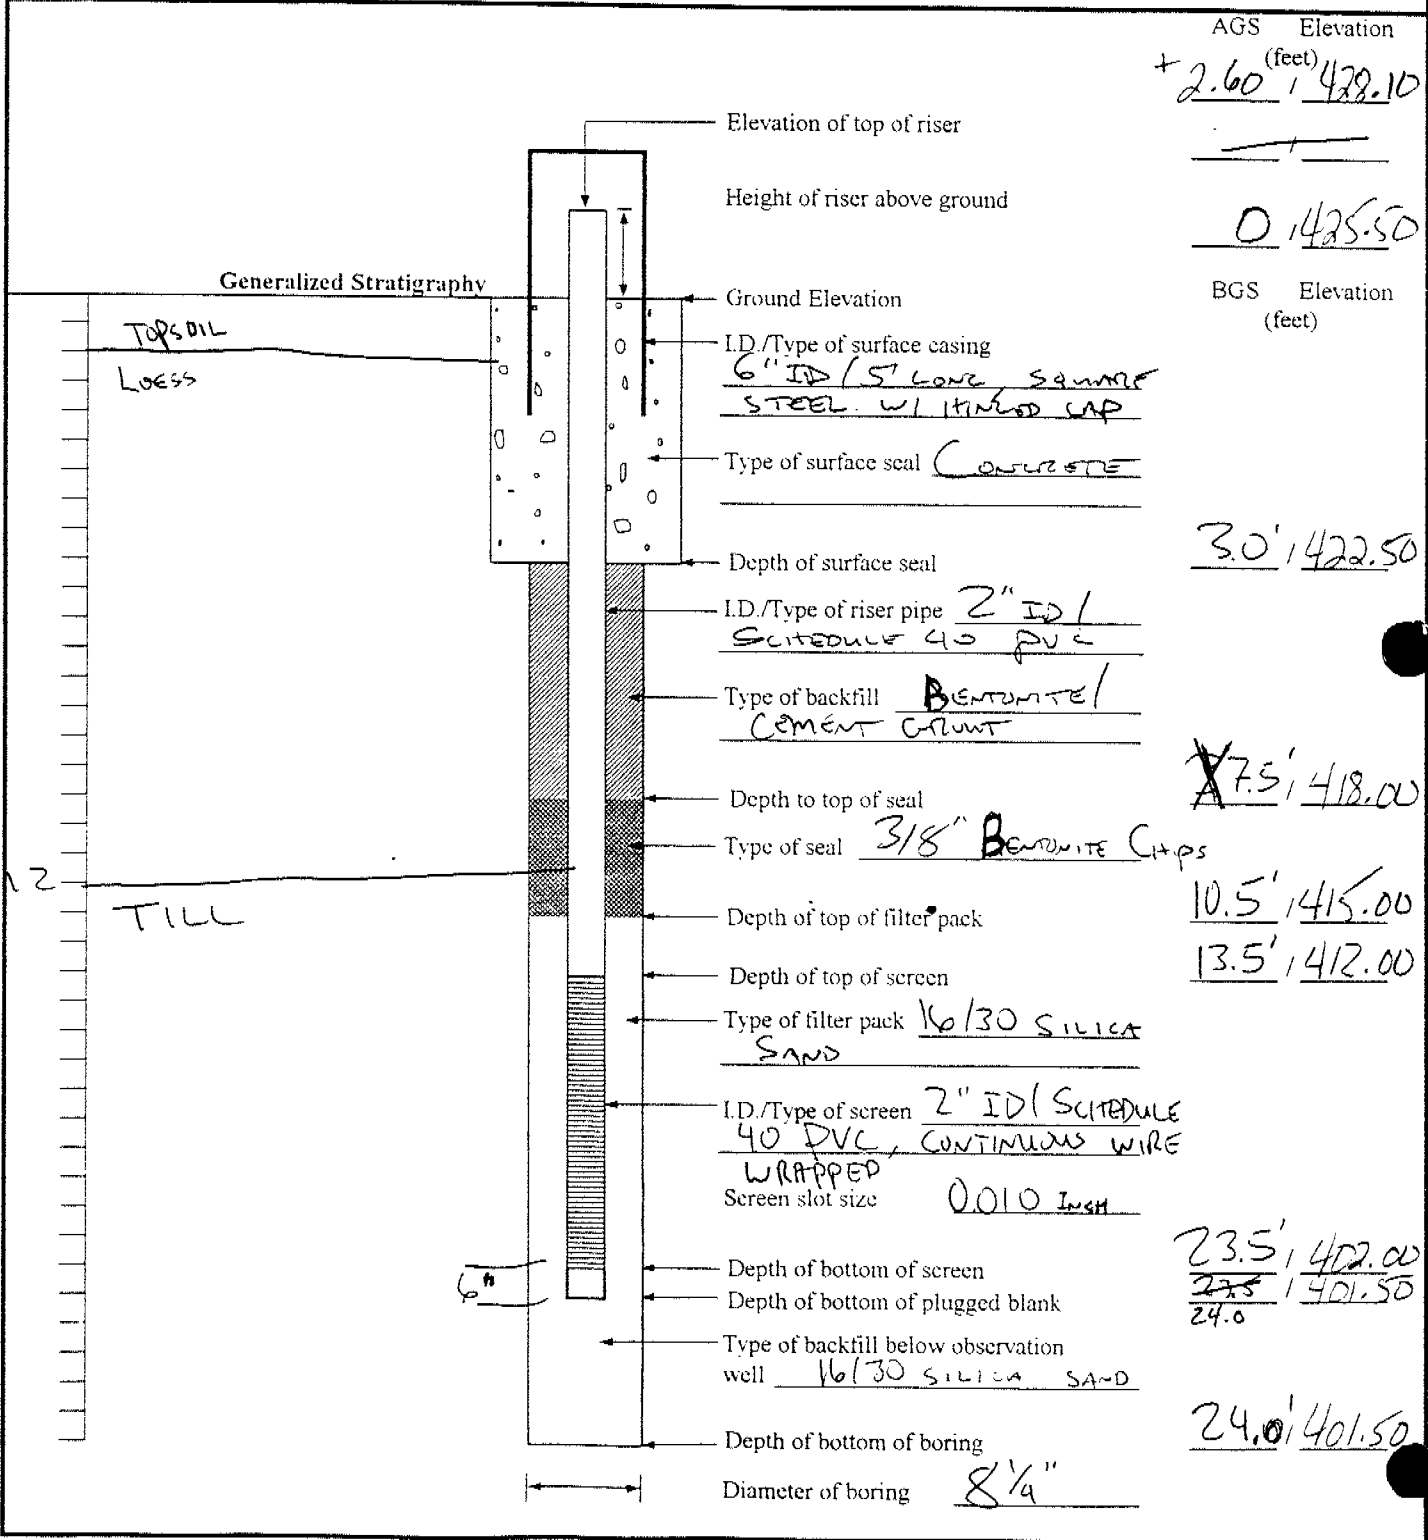 AGS Elevation
(feet)
+ 2.60 / 428.10
Elevation of top of riser
Height of riser above ground
0 / 425.50
Generalized Stratigraphy
Ground Elevation
BGS Elevation
(feet)
TOPSOIL
LOESS
I.D./Type of surface casing
6" ID / 5' LONG, SQUARE
STEEL W/ HINGED CAP
Type of surface seal CONCRETE
Depth of surface seal
3.0' / 422.50
I.D./Type of riser pipe 2" ID /
SCHEDULE 40 PVC
Type of backfill BENTONITE /
CEMENT GROUT
Depth to top of seal
7.5' / 418.00
Type of seal 3/8" BENTONITE CHIPS
12
TILL
Depth of top of filter pack
10.5' / 415.00
Depth of top of screen
13.5' / 412.00
Type of filter pack 16/30 SILICA
SAND
I.D./Type of screen 2" ID / SCHEDULE
40 PVC, CONTINUOUS WIRE
WRAPPED
Screen slot size 0.010 INCH
Depth of bottom of screen
23.5' / 402.00
6"
Depth of bottom of plugged blank
23.5 / 401.50
24.0
Type of backfill below observation
well 16/30 SILICA SAND
Depth of bottom of boring
24.0' / 401.50
Diameter of boring 8 1/4"